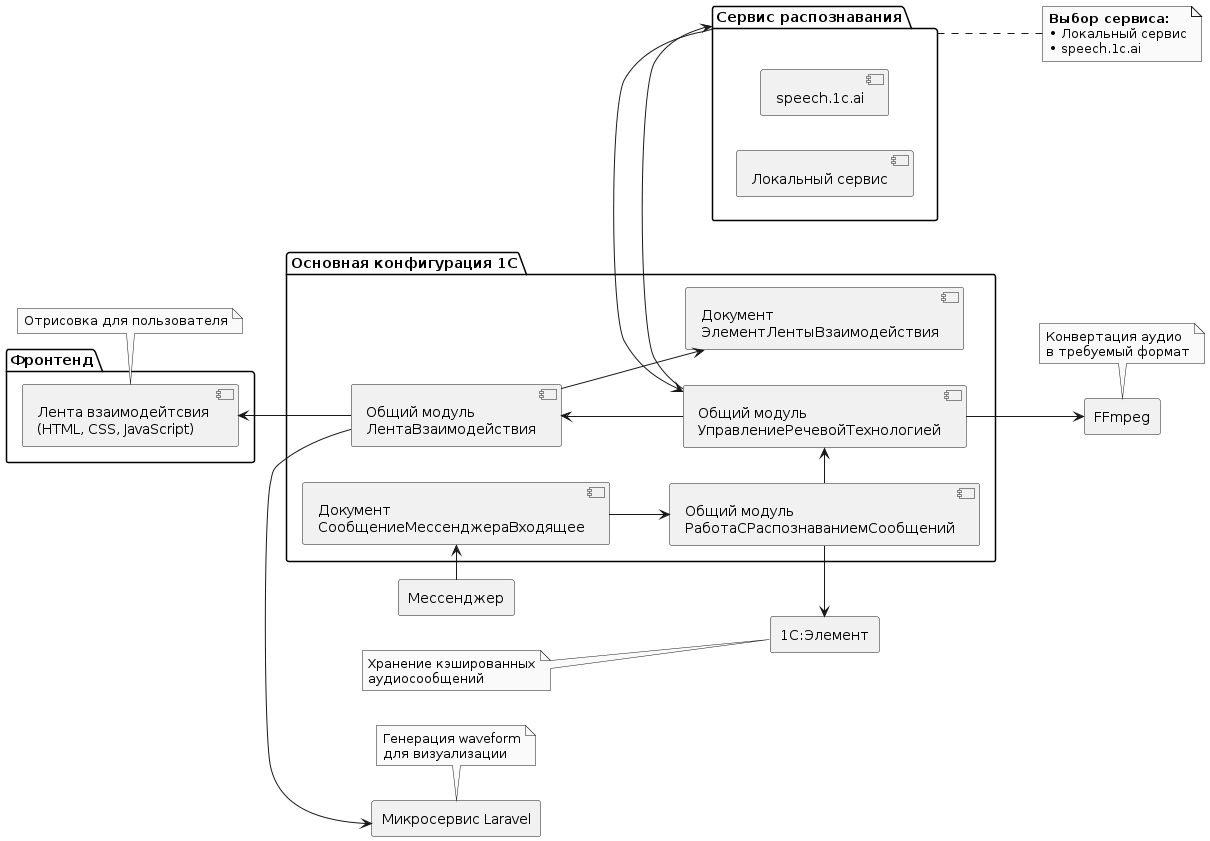 Сервис распознавания
Выбор сервиса:
• Локальный сервис
• speech.1c.ai
speech.1c.ai
Локальный сервис
Основная конфигурация 1С
Документ
ЭлементЛентыВзаимодействия
Отрисовка для пользователя
Фронтенд
Лента взаимодейтсвия
(HTML, CSS, JavaScript)
Общий модуль
ЛентаВзаимодействия
Общий модуль
УправлениеРечевойТехнологией
Конвертация аудио
в требуемый формат
FFmpeg
Документ
СообщениеМессенджераВходящее
Общий модуль
РаботаСРаспознаваниемСообщений
Мессенджер
1С:Элемент
Хранение кэшированных
аудиосообщений
Генерация waveform
для визуализации
Микросервис Laravel